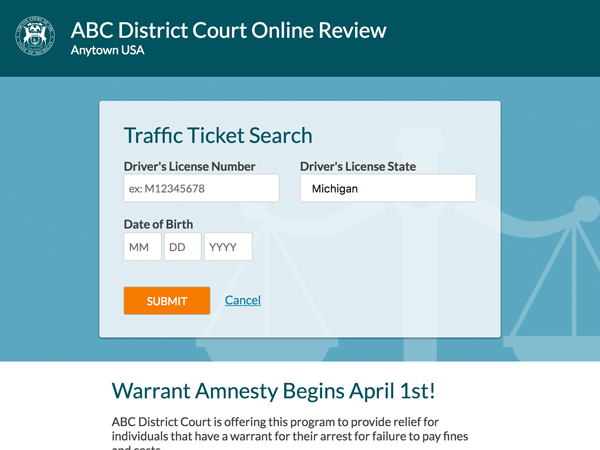 ABC District Court Online Review
Anytown USA
Traffic Ticket Search
Driver's License Number
Driver's License State
ex: M12345678
Michigan
Date of Birth
MM
DD
YYYY
SUBMIT
Cancel
Warrant Amnesty Begins April 1st!
ABC District Court is offering this program to provide relief for
individuals that have a warrant for their arrest for failure to pay fines
and costs